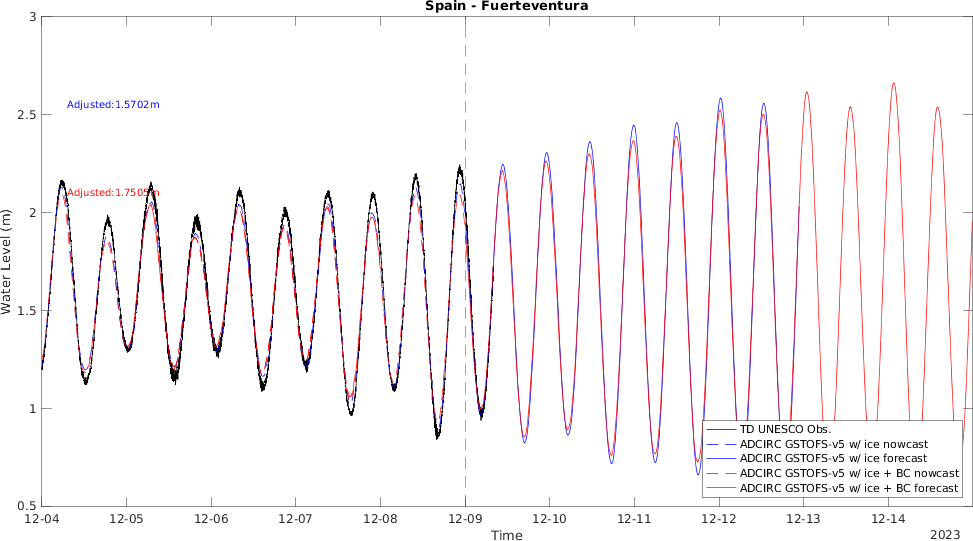 Spain - Fuerteventura
3
2.5
2
1.5
1
0.5
Water Level (m)
Adjusted:1.5702m
Adjusted:1.7505m
TD UNESCO Obs.
ADCIRC GSTOFS-v5 w/ ice nowcast
ADCIRC GSTOFS-v5 w/ ice forecast
ADCIRC GSTOFS-v5 w/ ice + BC nowcast
ADCIRC GSTOFS-v5 w/ ice + BC forecast
12-04 12-05 12-06 12-07 12-08 12-09 12-10 12-11 12-12 12-13 12-14
Time
2023